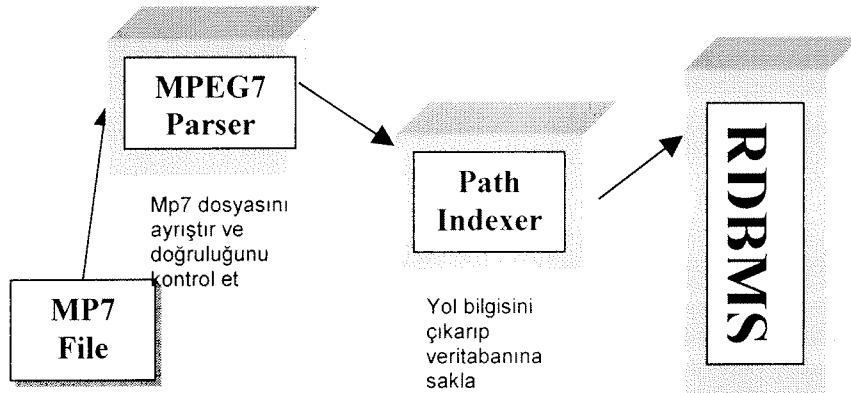 MPEG7
Parser
Mp7 dosyasını
ayrıştır ve
doğruluğunu
kontrol et
MP7
File
Path
Indexer
Yol bilgisini
çıkarıp
veritabanına
sakla
RDBMS